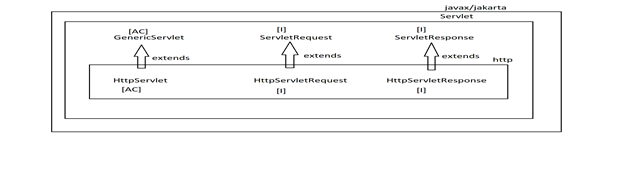 javax/jakarta
Servlet
[AC] [I] [I]
GenericServlet ServletRequest ServletResponse
extends extends extends
http
HttpServlet HttpServletRequest HttpServletResponse
[AC] [I] [I]